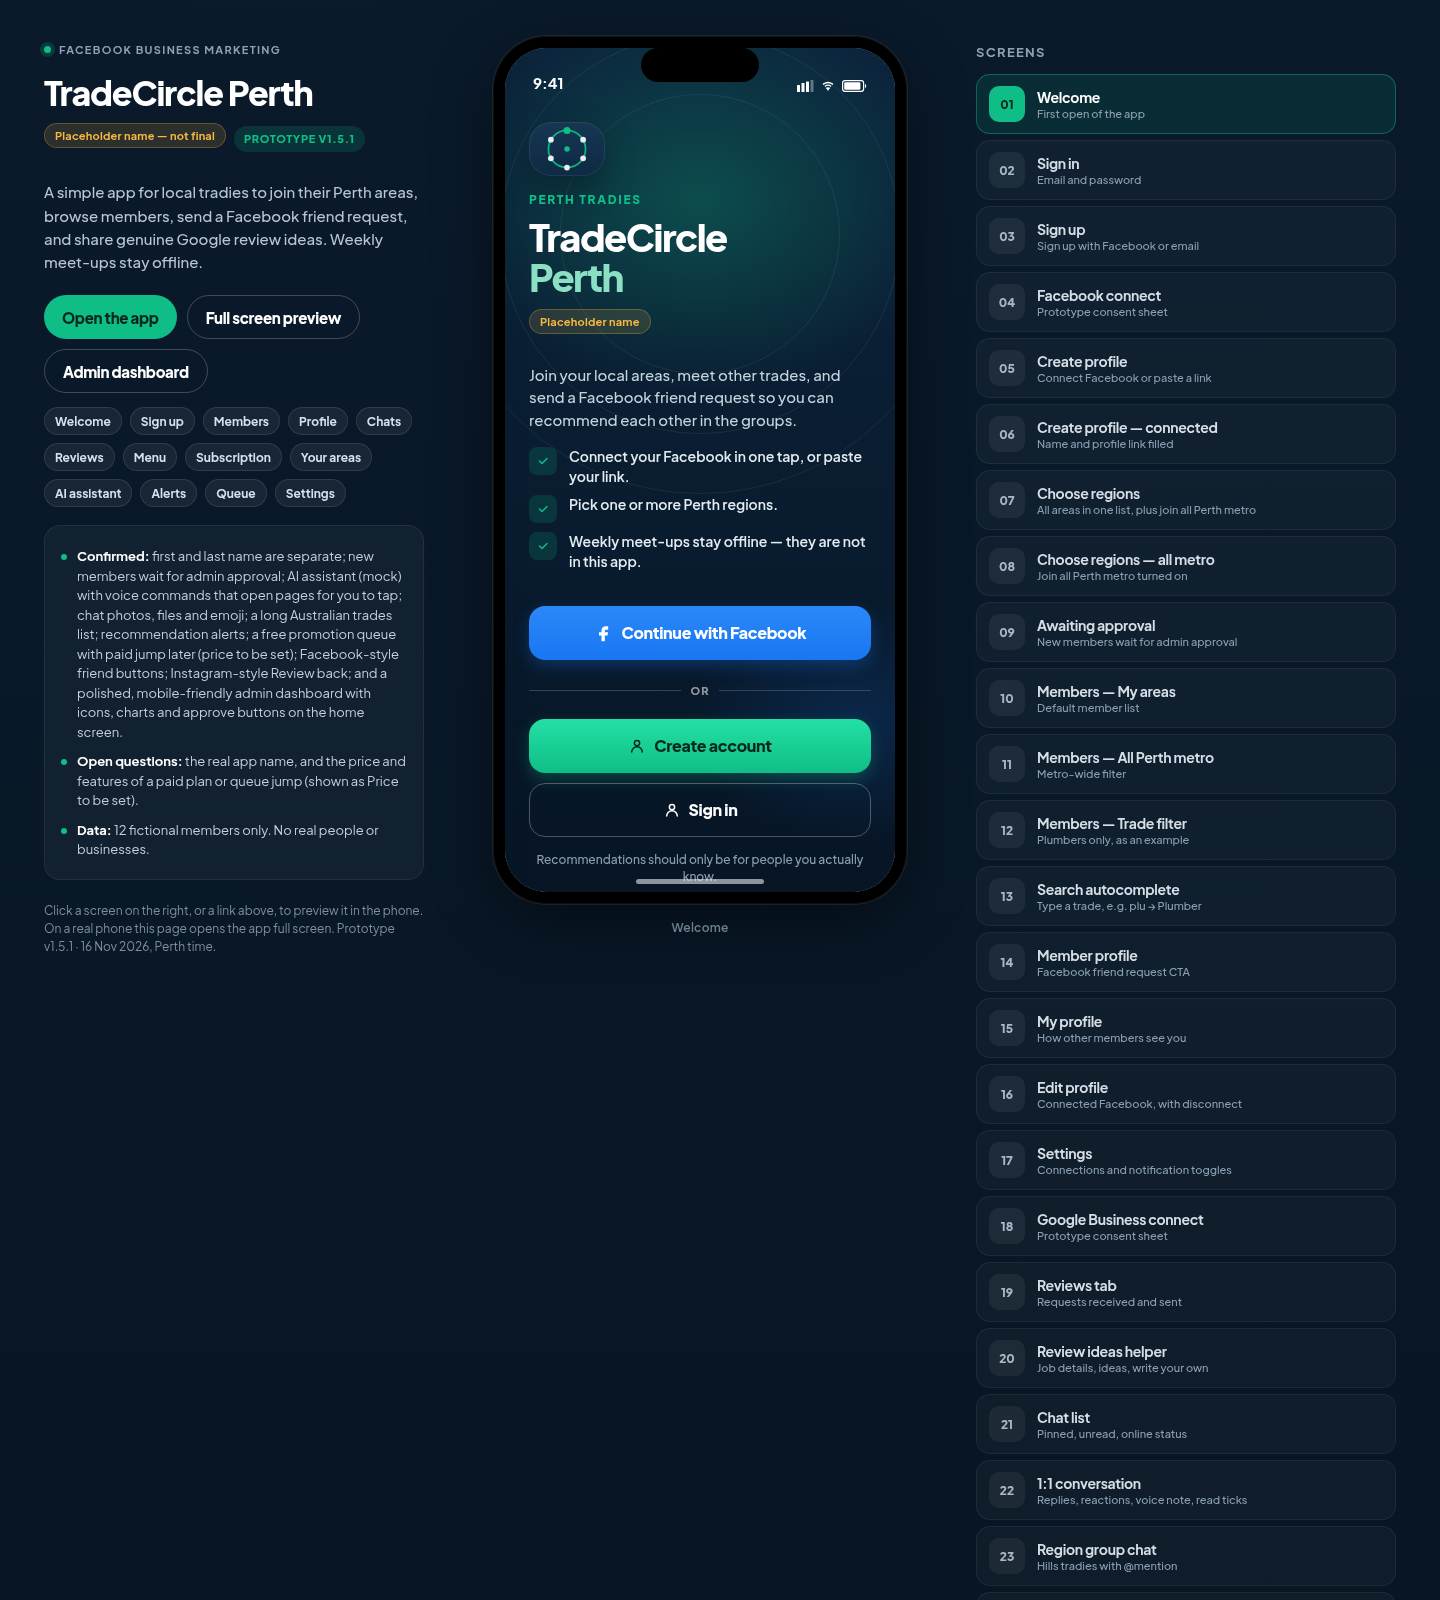 FACEBOOK BUSINESS MARKETING
TradeCircle Perth
Placeholder name — not final
PROTOTYPE V1.5.1
A simple app for local tradies to join their Perth areas,
browse members, send a Facebook friend request,
and share genuine Google review ideas. Weekly
meet-ups stay offline.
Open the app
Full screen preview
Admin dashboard
Welcome
Sign up
Members
Profile
Chats
Reviews
Menu
Subscription
Your areas
AI assistant
Alerts
Queue
Settings
Confirmed: first and last name are separate; new
members wait for admin approval; AI assistant (mock)
with voice commands that open pages for you to tap;
chat photos, files and emoji; a long Australian trades
list; recommendation alerts; a free promotion queue
with paid jump later (price to be set); Facebook-style
friend buttons; Instagram-style Review back; and a
polished, mobile-friendly admin dashboard with
icons, charts and approve buttons on the home
screen.
Open questions: the real app name, and the price and
features of a paid plan or queue jump (shown as Price
to be set).
Data: 12 fictional members only. No real people or
businesses.
Click a screen on the right, or a link above, to preview it in the phone.
On a real phone this page opens the app full screen. Prototype
v1.5.1 · 16 Nov 2026, Perth time.
9:41
PERTH TRADIES
TradeCircle
Perth
Placeholder name
Join your local areas, meet other trades, and
send a Facebook friend request so you can
recommend each other in the groups.
Connect your Facebook in one tap, or paste
your link.
Pick one or more Perth regions.
Weekly meet-ups stay offline — they are not
in this app.
Continue with Facebook
OR
Create account
Sign in
Recommendations should only be for people you actually
know.
Welcome
SCREENS
01
Welcome
First open of the app
02
Sign in
Email and password
03
Sign up
Sign up with Facebook or email
04
Facebook connect
Prototype consent sheet
05
Create profile
Connect Facebook or paste a link
06
Create profile — connected
Name and profile link filled
07
Choose regions
All areas in one list, plus join all Perth metro
08
Choose regions — all metro
Join all Perth metro turned on
09
Awaiting approval
New members wait for admin approval
10
Members — My areas
Default member list
11
Members — All Perth metro
Metro-wide filter
12
Members — Trade filter
Plumbers only, as an example
13
Search autocomplete
Type a trade, e.g. plu → Plumber
14
Member profile
Facebook friend request CTA
15
My profile
How other members see you
16
Edit profile
Connected Facebook, with disconnect
17
Settings
Connections and notification toggles
18
Google Business connect
Prototype consent sheet
19
Reviews tab
Requests received and sent
20
Review ideas helper
Job details, ideas, write your own
21
Chat list
Pinned, unread, online status
22
1:1 conversation
Replies, reactions, voice note, read ticks
23
Region group chat
Hills tradies with @mention